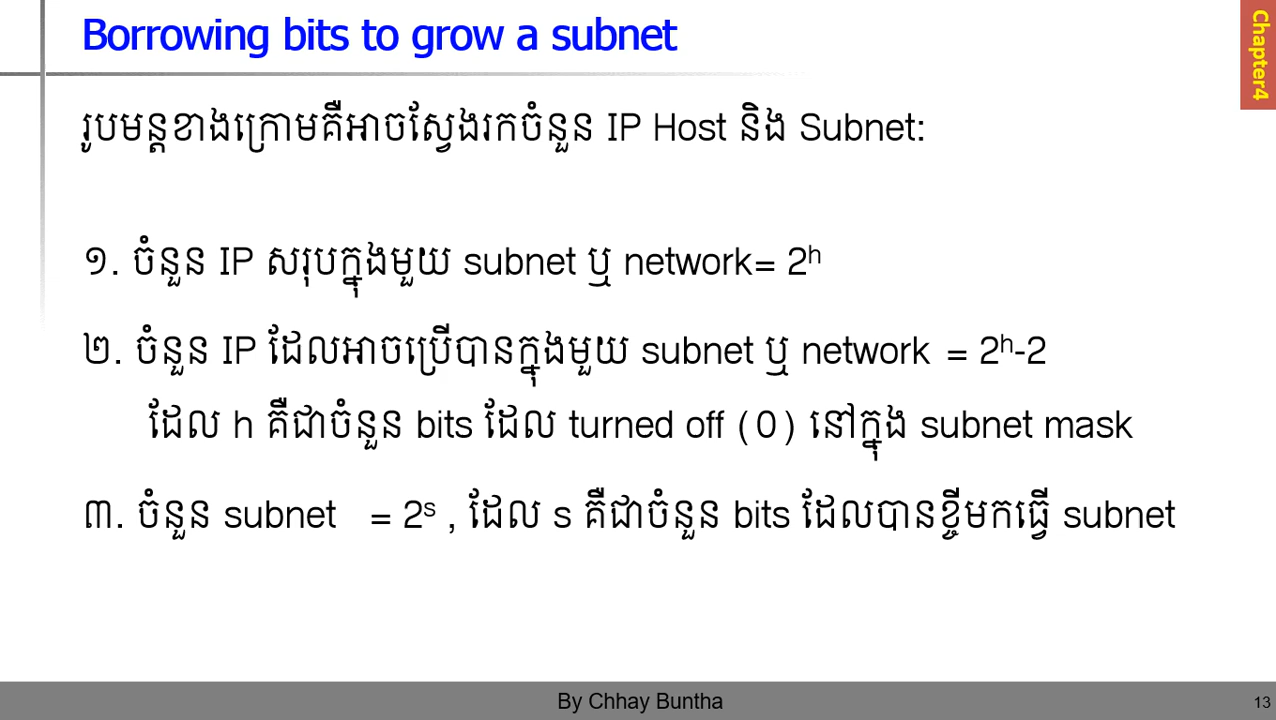 Borrowing bits to grow a subnet
Chapter4
រូបមន្តខាងក្រោមគឺអាចស្វែងរកចំនួន IP Host និង Subnet:
១. ចំនួន IP សរុបក្នុងមួយ subnet ឬ network= 2ʰ
២. ចំនួន IP ដែលអាចប្រើបានក្នុងមួយ subnet ឬ network = 2ʰ-2
ដែល h គឺជាចំនួន bits ដែល turned off (0) នៅក្នុង subnet mask
៣. ចំនួន subnet = 2ˢ , ដែល s គឺជាចំនួន bits ដែលបានខ្ចីមកធ្វើ subnet
By Chhay Buntha
13